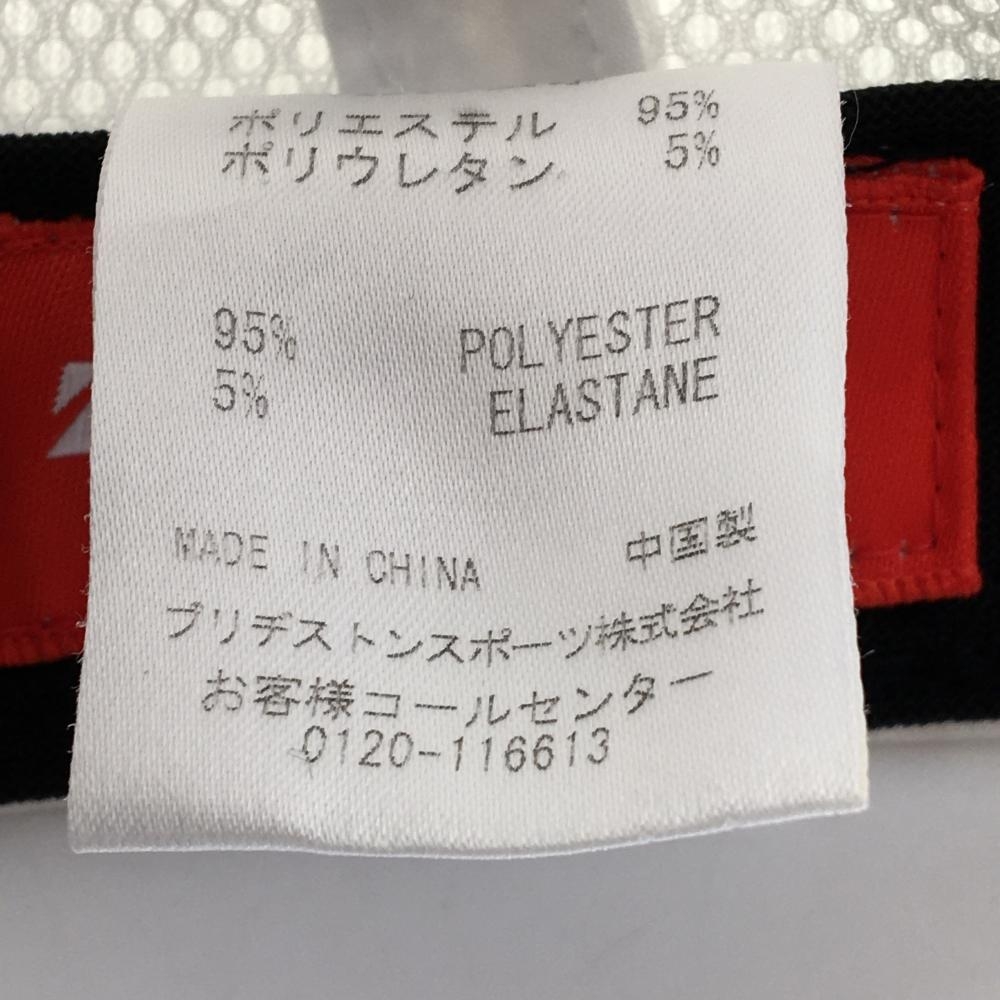 ポリエステル 95%
ポリウレタン 5%
95% POLYESTER
5% ELASTANE
MADE IN CHINA 中国製
ブリヂストンスポーツ株式会社
お客様コールセンター
0120-116613